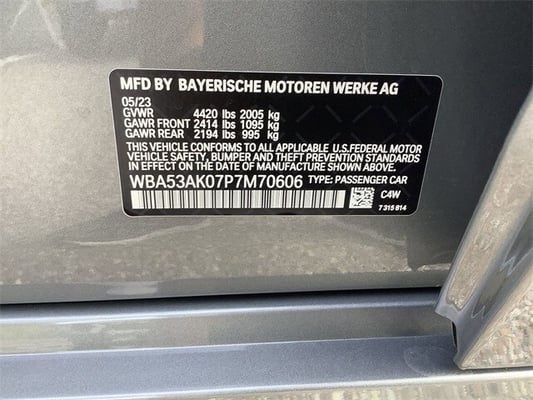 MFD BY BAYERISCHE MOTOREN WERKE AG
05/23
GVWR 4420 lbs 2005 kg
GAWR FRONT 2414 lbs 1095 kg
GAWR REAR 2194 lbs 995 kg
THIS VEHICLE CONFORMS TO ALL APPLICABLE U.S.FEDERAL MOTOR
VEHICLE SAFETY, BUMPER AND THEFT PREVENTION STANDARDS
IN EFFECT ON THE DATE OF MANUFACTURE SHOWN ABOVE.
WBA53AK07P7M70606 TYPE: PASSENGER CAR
C4W
7 315 814